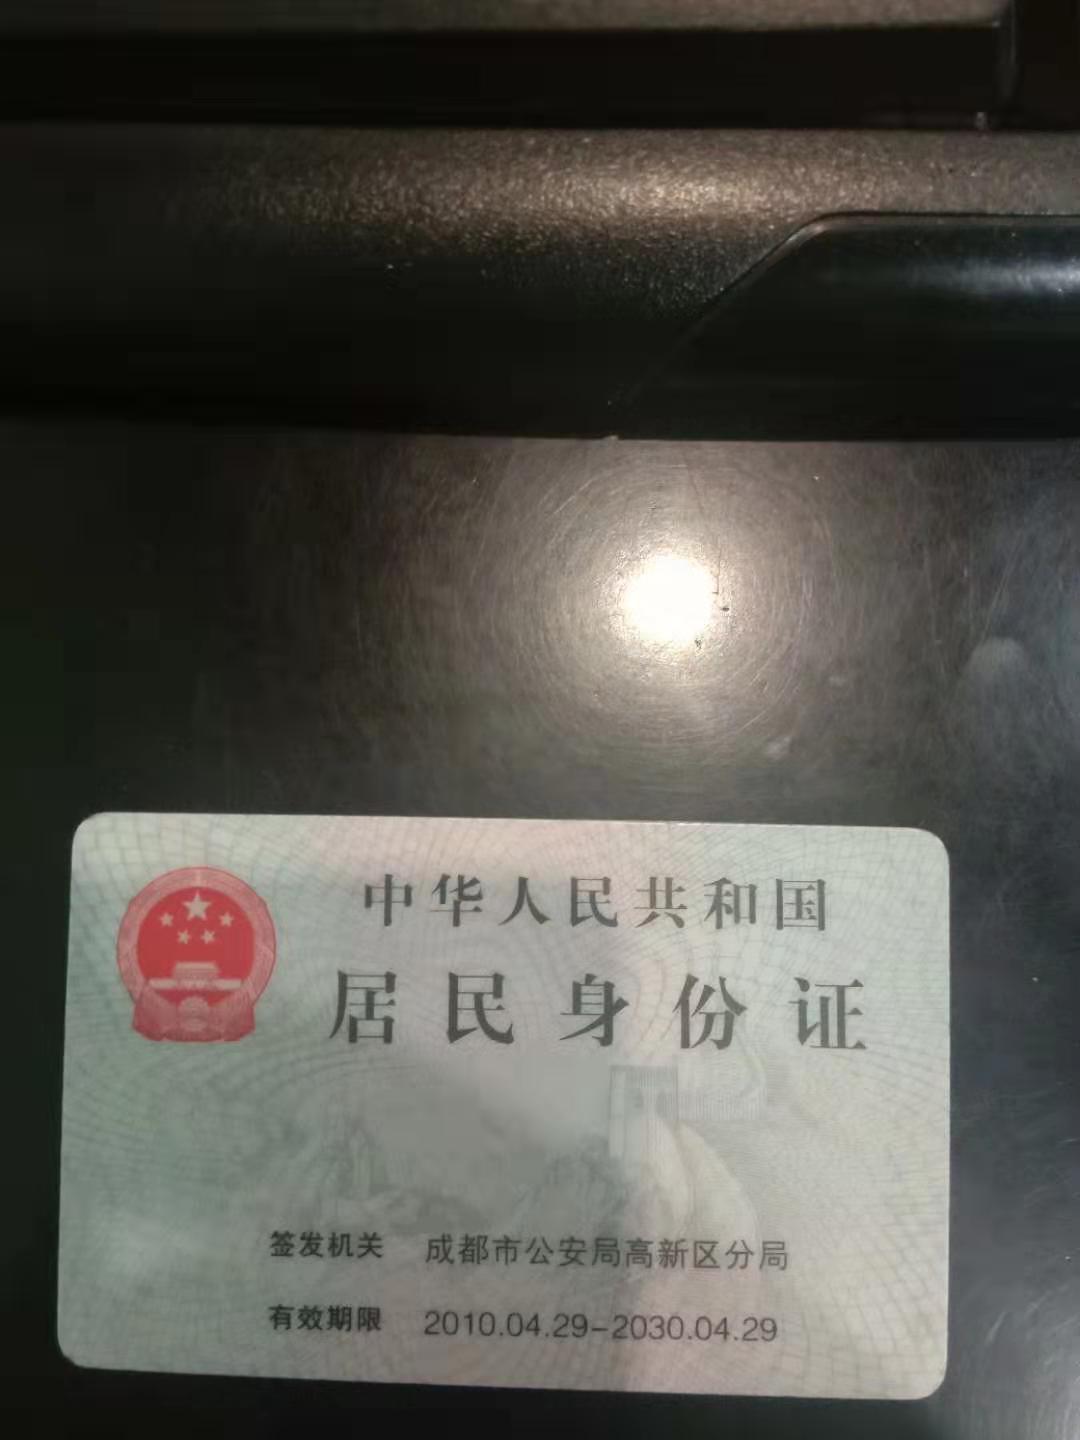 中华人民共和国
居民身份证
签发机关 成都市公安局高新区分局
有效期限 2010.04.29-2030.04.29